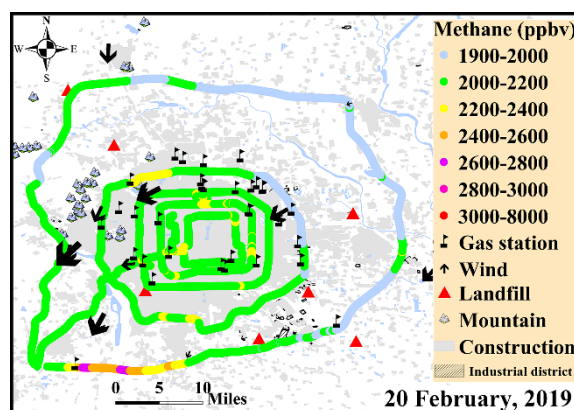 N
W E
S
Methane (ppbv)
1900-2000
2000-2200
2200-2400
2400-2600
2600-2800
2800-3000
3000-8000
Gas station
Wind
Landfill
Mountain
Construction
Industrial district
0 5 10
Miles
20 February, 2019